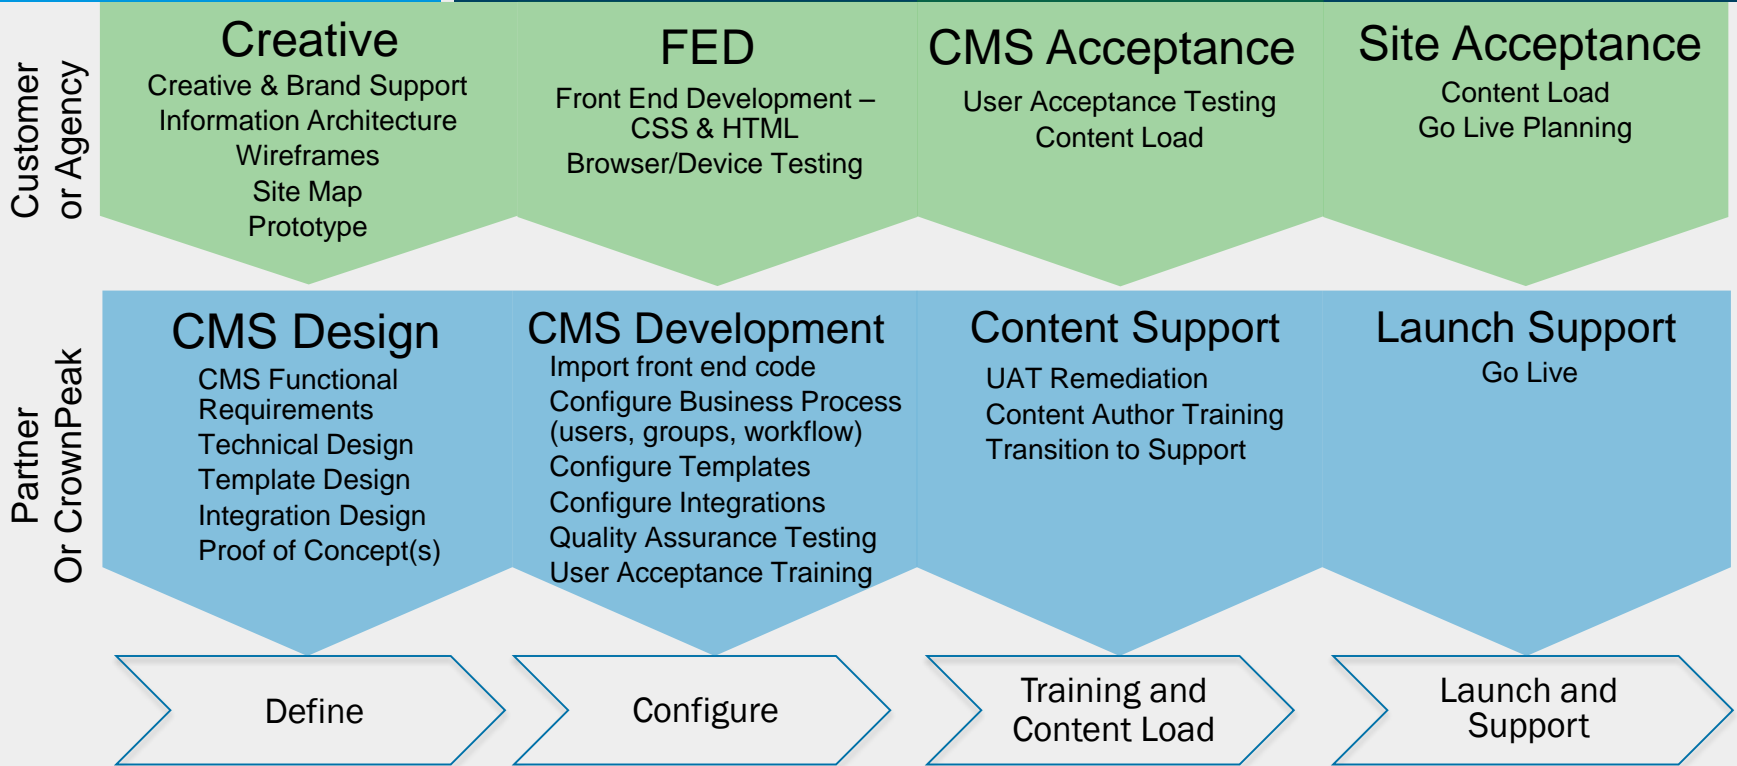 Customer
or Agency
Creative
Creative & Brand Support
Information Architecture
Wireframes
Site Map
Prototype
FED
Front End Development –
CSS & HTML
Browser/Device Testing
CMS Acceptance
User Acceptance Testing
Content Load
Site Acceptance
Content Load
Go Live Planning
Partner
Or CrownPeak
CMS Design
CMS Functional
Requirements
Technical Design
Template Design
Integration Design
Proof of Concept(s)
CMS Development
Import front end code
Configure Business Process
(users, groups, workflow)
Configure Templates
Configure Integrations
Quality Assurance Testing
User Acceptance Training
Content Support
UAT Remediation
Content Author Training
Transition to Support
Launch Support
Go Live
Define
Configure
Training and
Content Load
Launch and
Support